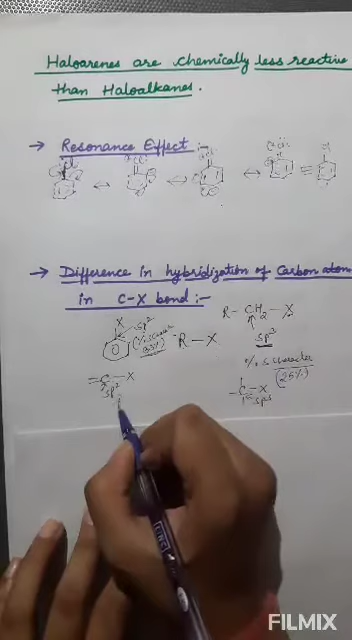 Haloarenes are chemically less reactive
than Haloalkanes.
→ Resonance Effect :-
→ Difference in hybridization of Carbon atom
in C-X bond:-
X
sp²
R - CH₂ - X
R - X
sp³
% s character
(25%)
=C-X
sp²
-C-X
sp³
FILMIX